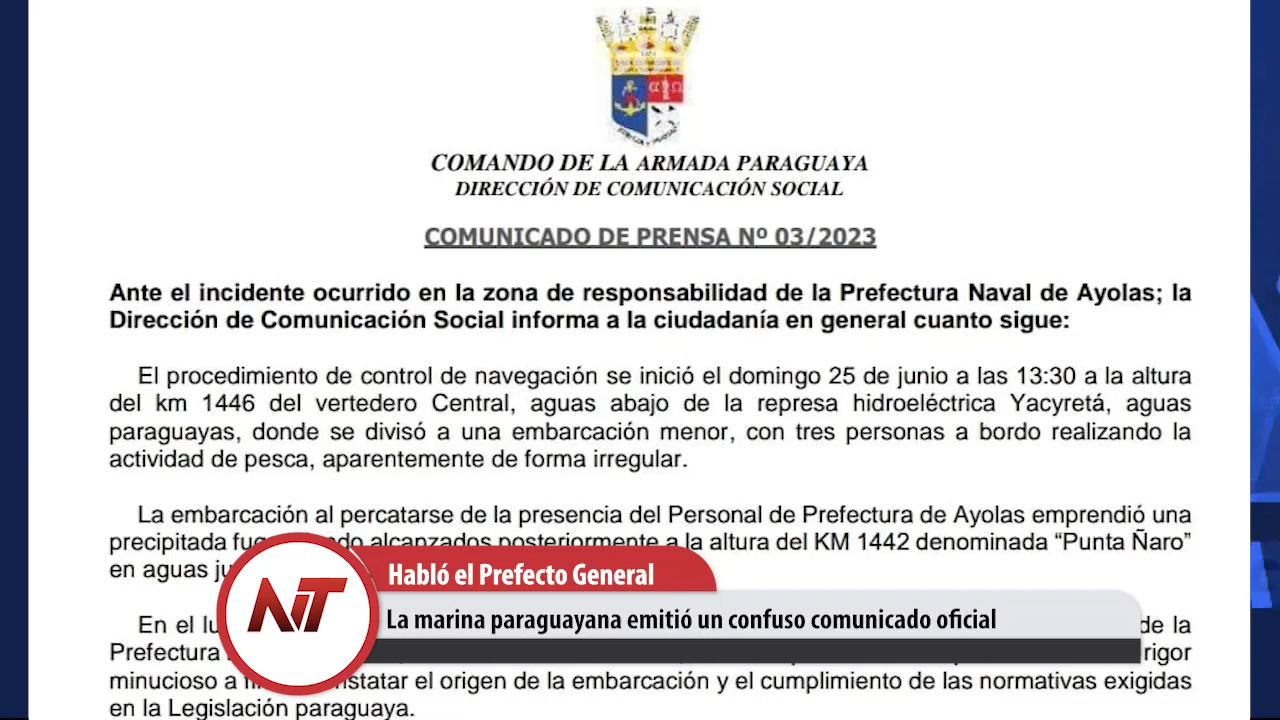 COMANDO DE LA ARMADA PARAGUAYA
DIRECCIÓN DE COMUNICACIÓN SOCIAL
COMUNICADO DE PRENSA Nº 03/2023
Ante el incidente ocurrido en la zona de responsabilidad de la Prefectura Naval de Ayolas; la
Dirección de Comunicación Social informa a la ciudadanía en general cuanto sigue:
El procedimiento de control de navegación se inició el domingo 25 de junio a las 13:30 a la altura
del km 1446 del vertedero Central, aguas abajo de la represa hidroeléctrica Yacyretá, aguas
paraguayas, donde se divisó a una embarcación menor, con tres personas a bordo realizando la
actividad de pesca, aparentemente de forma irregular.
La embarcación al percatarse de la presencia del Personal de Prefectura de Ayolas emprendió una
precipitada alcanzados posteriormente a la altura del KM 1442 denominada “Punta Ñaro”
en aguas
En el de la
Prefectura rigor
minucioso a el origen de la embarcación y el cumplimiento de las normativas exigidas
en la Legislación paraguaya.
NT
Habló el Prefecto General
La marina paraguayana emitió un confuso comunicado oficial